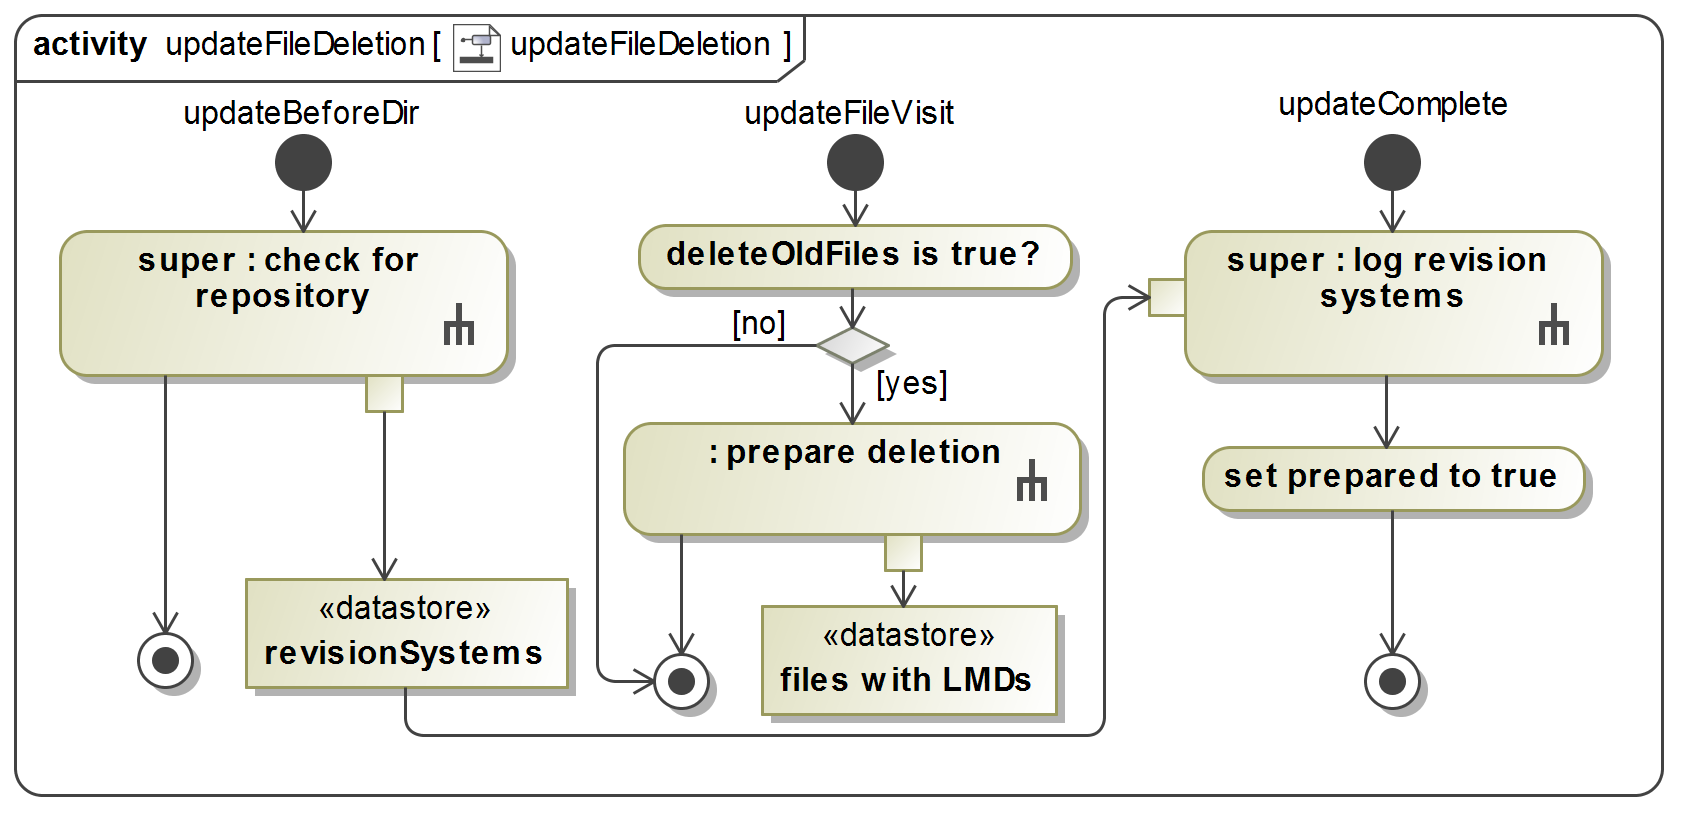 activity updateFileDeletion [ updateFileDeletion ]
updateBeforeDir
updateFileVisit
updateComplete
super : check for
repository
deleteOldFiles is true?
super : log revision
systems
[no]
[yes]
: prepare deletion
set prepared to true
«datastore»
revisionSystems
«datastore»
files with LMDs